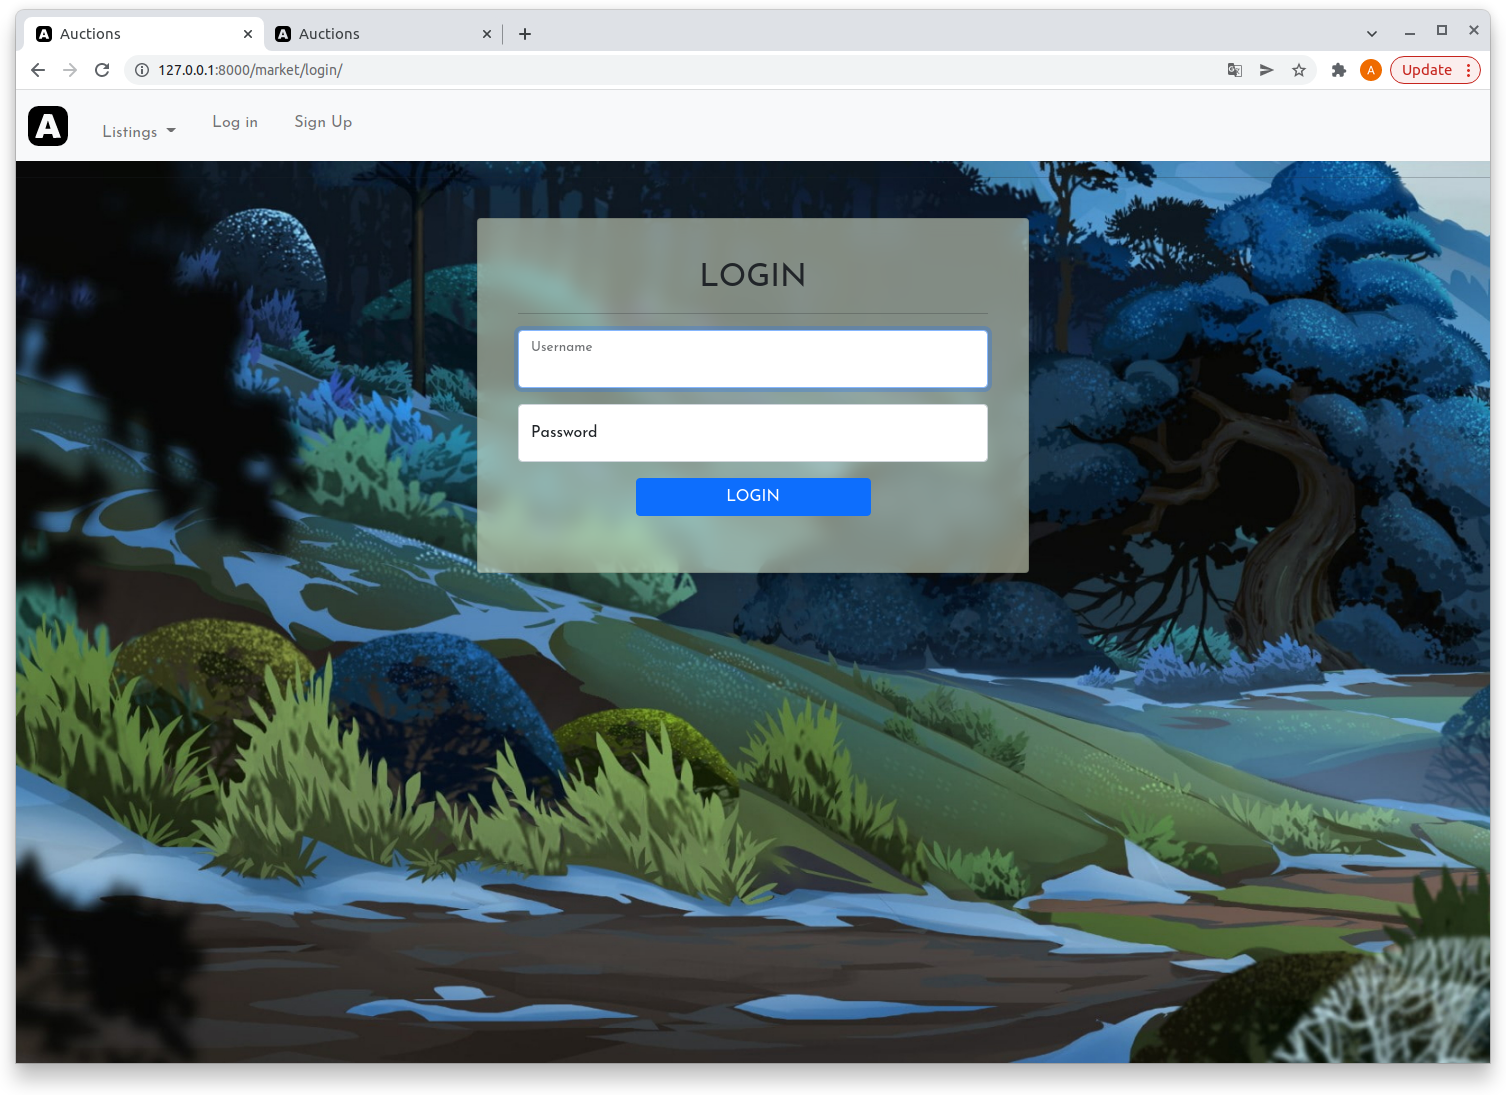 Auctions
Auctions
127.0.0.1:8000/market/login/
A
Update
A
Listings
Log in
Sign Up
LOGIN
Username
Password
LOGIN